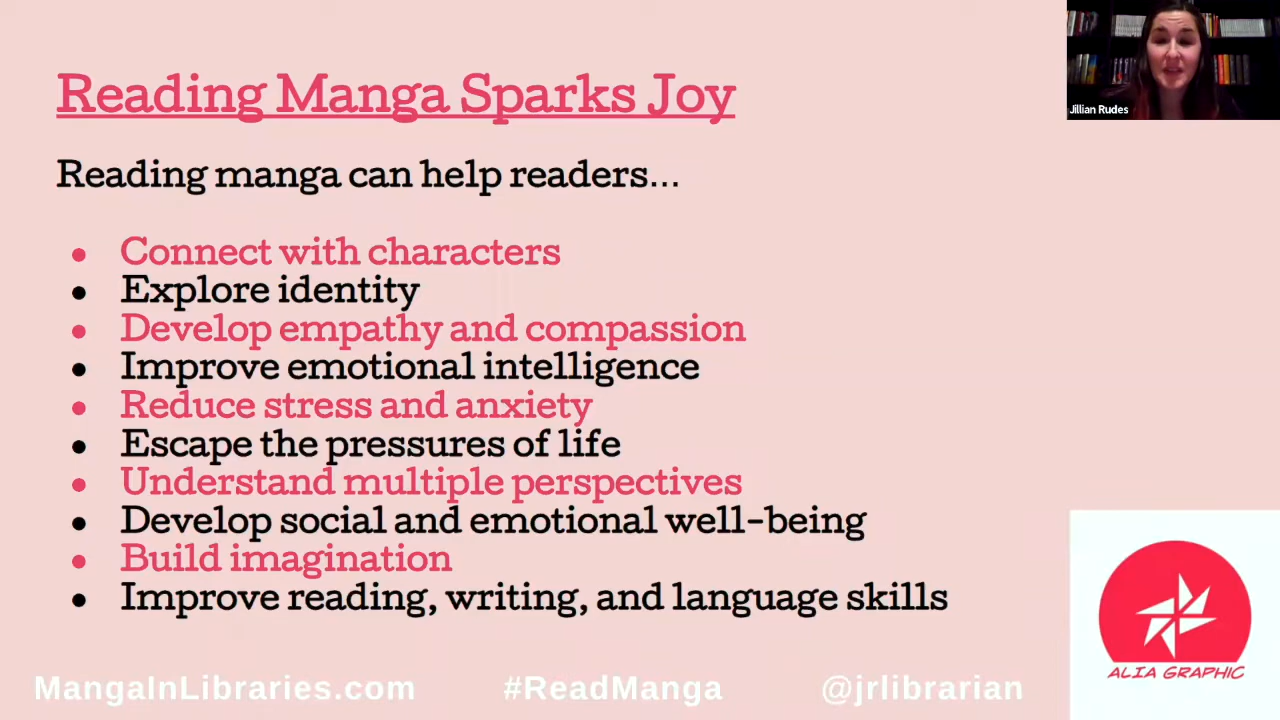 Jillian Rudes
Reading Manga Sparks Joy
Reading manga can help readers...
● Connect with characters
● Explore identity
● Develop empathy and compassion
● Improve emotional intelligence
● Reduce stress and anxiety
● Escape the pressures of life
● Understand multiple perspectives
● Develop social and emotional well-being
● Build imagination
● Improve reading, writing, and language skills
ALIA GRAPHIC
MangaInLibraries.com #ReadManga @jrlibrarian